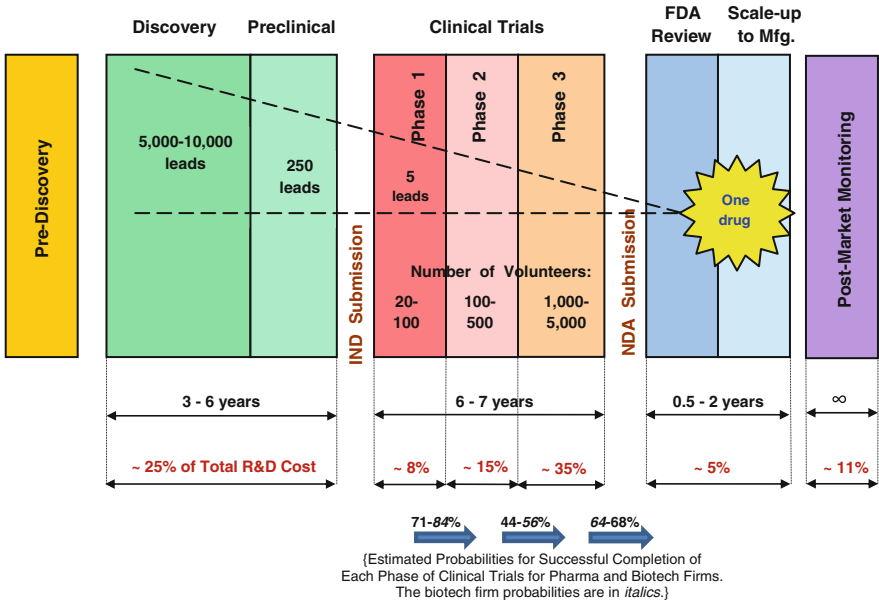 Discovery
Preclinical
Clinical Trials
FDA
Review
Scale-up
to Mfg.
Pre-Discovery
5,000-10,000
leads
250
leads
IND Submission
Phase 1
Phase 2
Phase 3
5
leads
Number of Volunteers:
20-
100
100-
500
1,000-
5,000
NDA Submission
One
drug
Post-Market Monitoring
3 - 6 years
6 - 7 years
0.5 - 2 years
∞
~ 25% of Total R&D Cost
~ 8%
~ 15%
~ 35%
~ 5%
~ 11%
71-84%
44-56%
64-68%
{Estimated Probabilities for Successful Completion of
Each Phase of Clinical Trials for Pharma and Biotech Firms.
The biotech firm probabilities are in italics.}